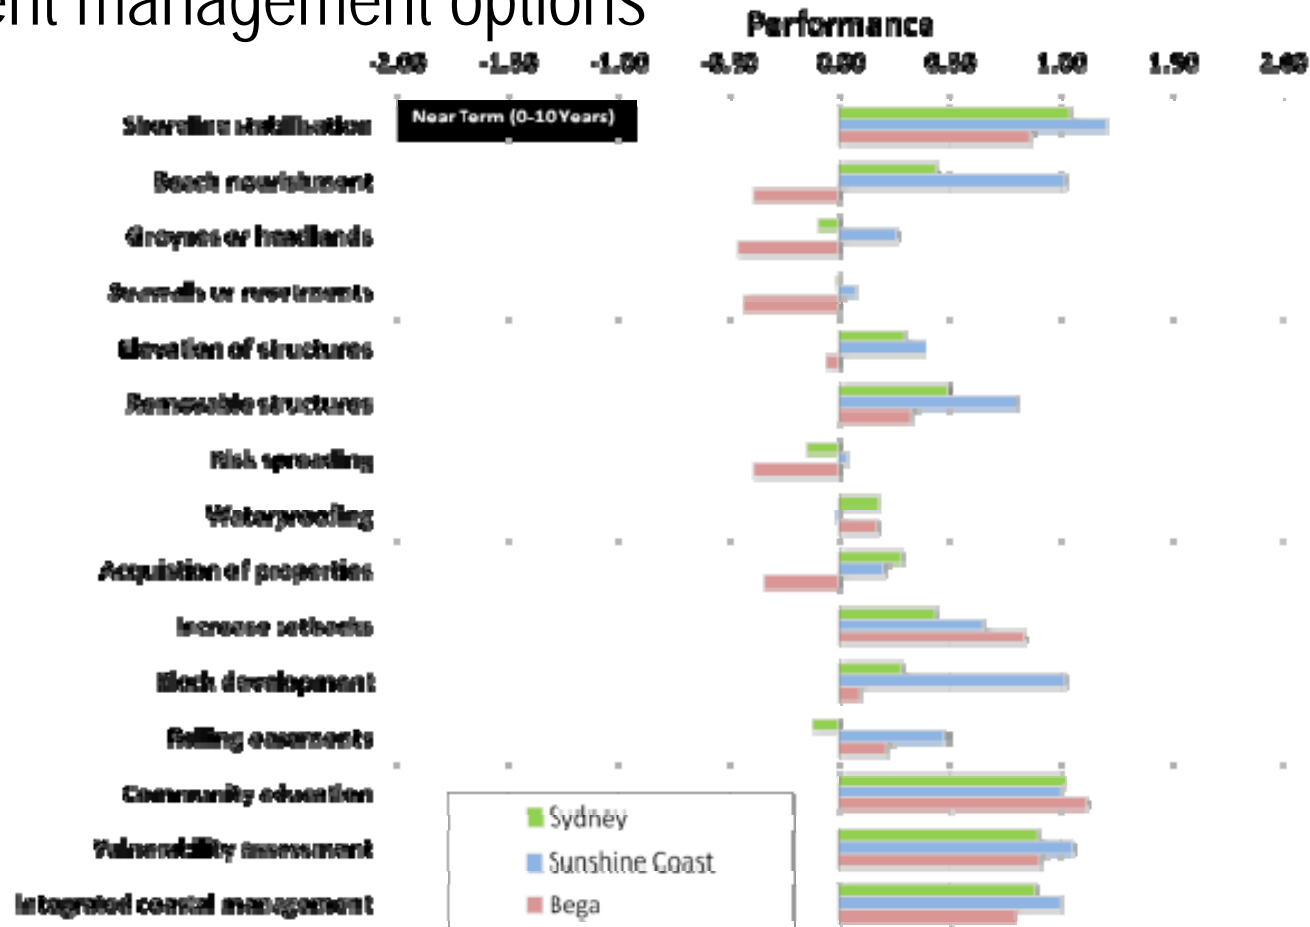 ent management options
Performance
-2.00 -1.50 -1.00 -0.50 0.00 0.50 1.00 1.50 2.00
Near Term (0-10 Years)
Shoreline stabilisation
Beach nourishment
Groynes or headlands
Seawalls or revetments
Elevation of structures
Removable structures
Risk spreading
Waterproofing
Acquistion of properties
Increase setbacks
Block development
Rolling easements
Community education
Vulnerability assessment
Integrated coastal management
Sydney
Sunshine Coast
Bega